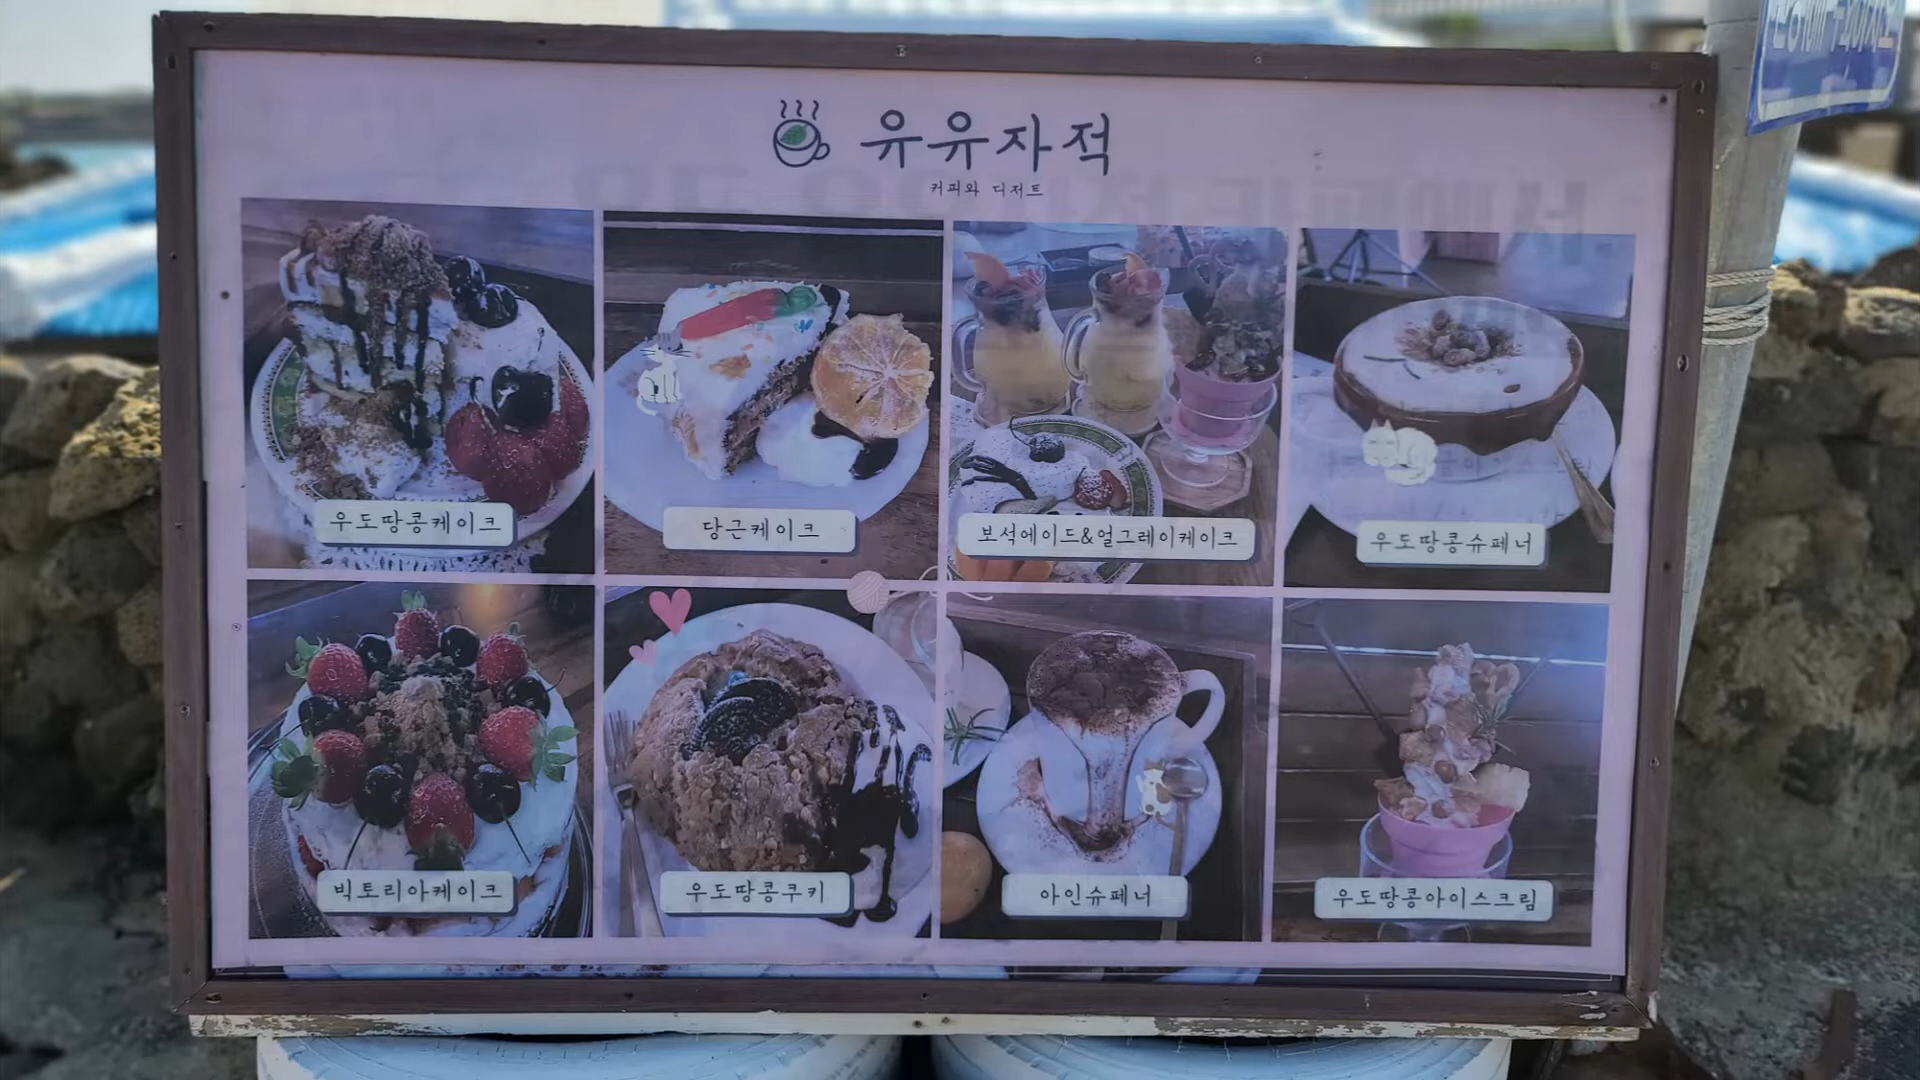 유유자적
커피와 디저트
우도땅콩케이크
당근케이크
보석에이드&얼그레이케이크
우도땅콩슈페너
빅토리아케이크
우도땅콩쿠키
아인슈페너
우도땅콩아이스크림